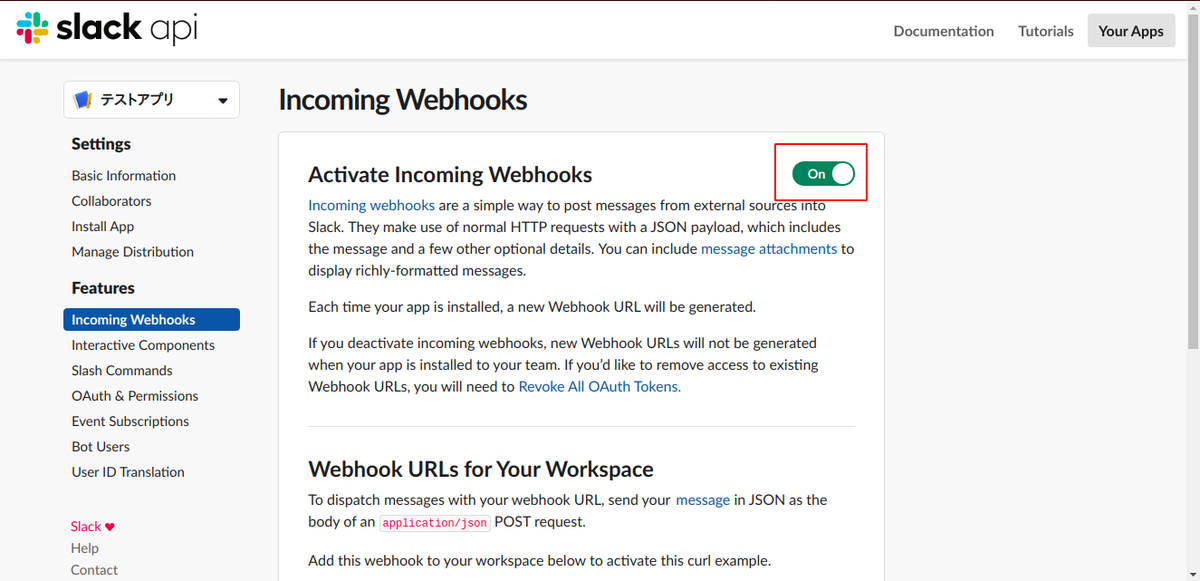 slack api
Documentation
Tutorials
Your Apps
テストアプリ
Settings
Basic Information
Collaborators
Install App
Manage Distribution
Features
Incoming Webhooks
Interactive Components
Slash Commands
OAuth & Permissions
Event Subscriptions
Bot Users
User ID Translation
Slack ♥
Help
Contact
Incoming Webhooks
Activate Incoming Webhooks
On
Incoming webhooks are a simple way to post messages from external sources into
Slack. They make use of normal HTTP requests with a JSON payload, which includes
the message and a few other optional details. You can include message attachments to
display richly-formatted messages.
Each time your app is installed, a new Webhook URL will be generated.
If you deactivate incoming webhooks, new Webhook URLs will not be generated
when your app is installed to your team. If you’d like to remove access to existing
Webhook URLs, you will need to Revoke All OAuth Tokens.
Webhook URLs for Your Workspace
To dispatch messages with your webhook URL, send your message in JSON as the
body of an application/json POST request.
Add this webhook to your workspace below to activate this curl example.